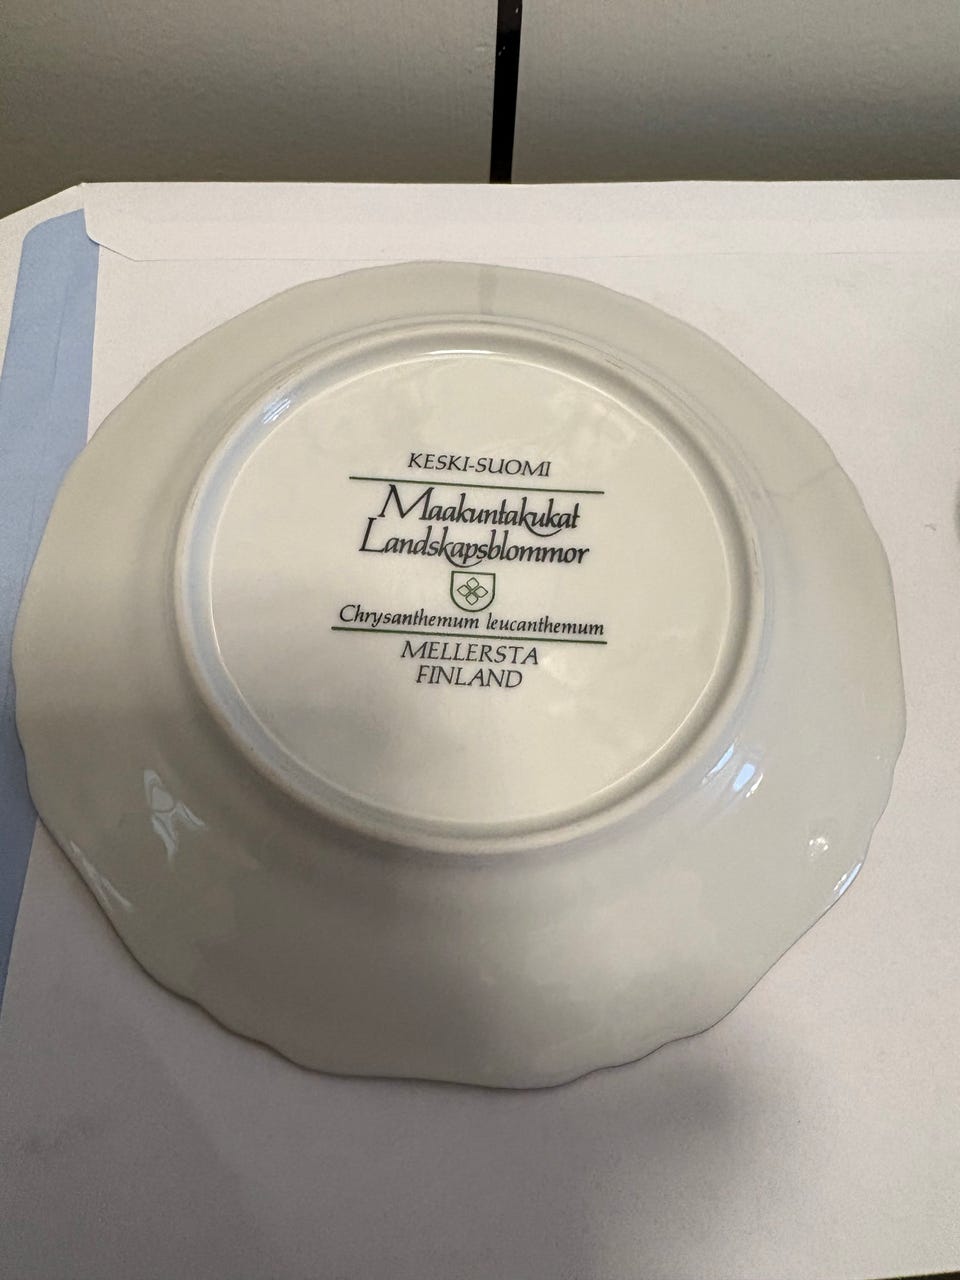 KESKI-SUOMI
Maakuntakukat
Landskapsblommor
Chrysanthemum leucanthemum
MELLERSTA
FINLAND